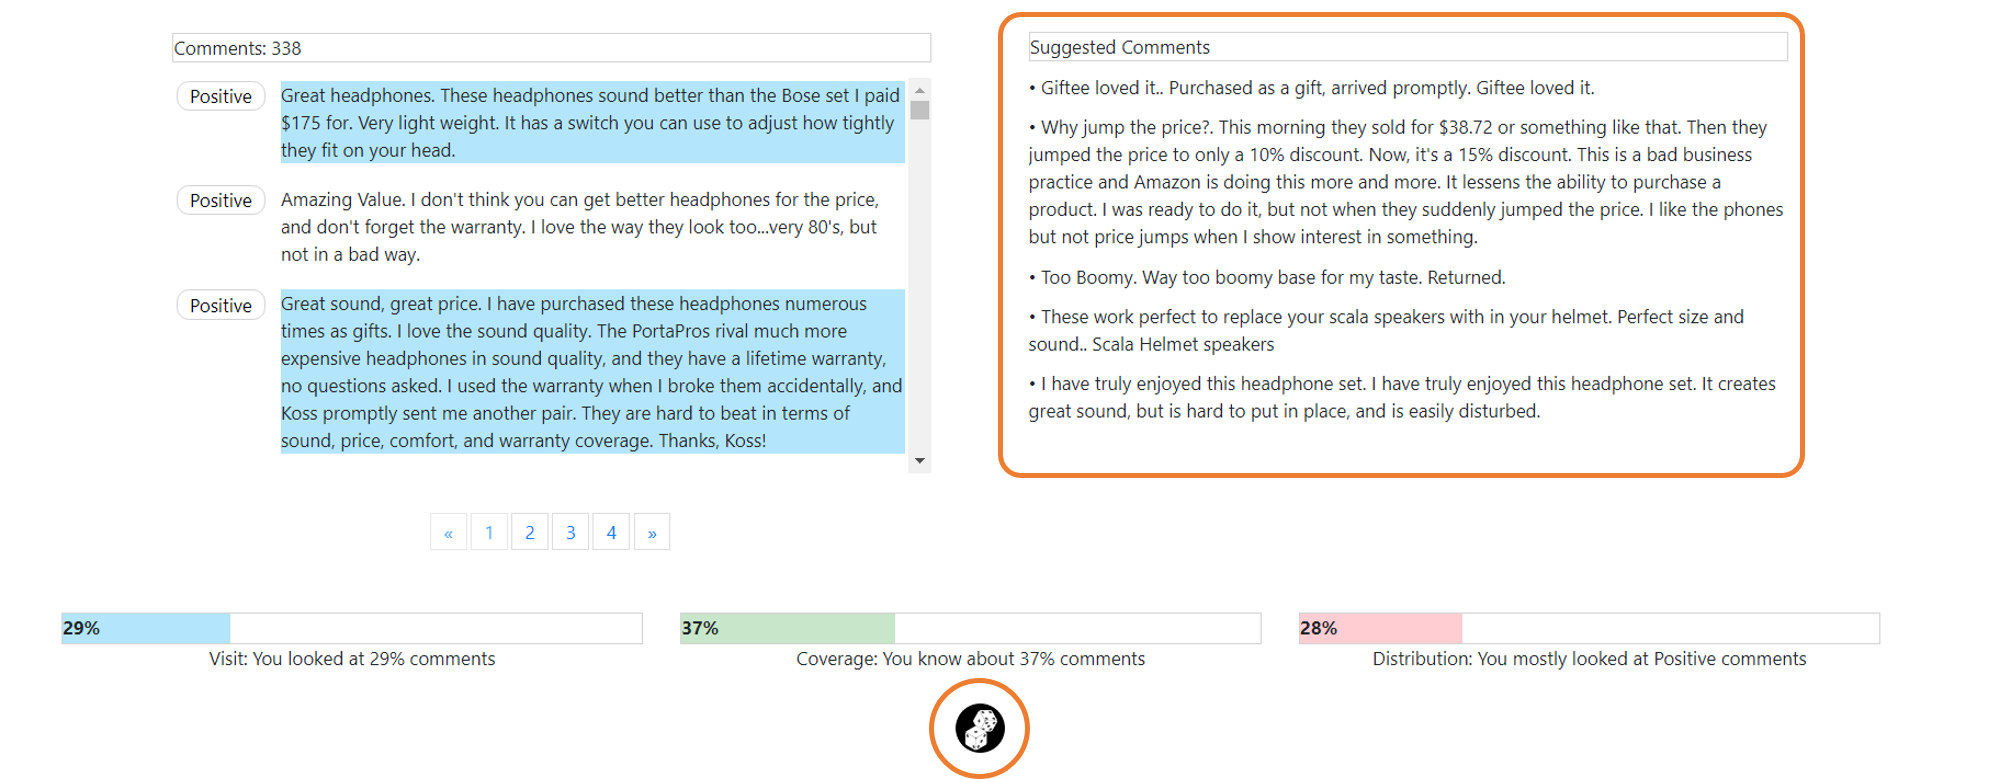 Comments: 338
Positive
Great headphones. These headphones sound better than the Bose set I paid
$175 for. Very light weight. It has a switch you can use to adjust how tightly
they fit on your head.
Positive
Amazing Value. I don't think you can get better headphones for the price,
and don't forget the warranty. I love the way they look too...very 80's, but
not in a bad way.
Positive
Great sound, great price. I have purchased these headphones numerous
times as gifts. I love the sound quality. The PortaPros rival much more
expensive headphones in sound quality, and they have a lifetime warranty,
no questions asked. I used the warranty when I broke them accidentally, and
Koss promptly sent me another pair. They are hard to beat in terms of
sound, price, comfort, and warranty coverage. Thanks, Koss!
« 1 2 3 4 »
Suggested Comments
• Giftee loved it.. Purchased as a gift, arrived promptly. Giftee loved it.
• Why jump the price?. This morning they sold for $38.72 or something like that. Then they
jumped the price to only a 10% discount. Now, it's a 15% discount. This is a bad business
practice and Amazon is doing this more and more. It lessens the ability to purchase a
product. I was ready to do it, but not when they suddenly jumped the price. I like the phones
but not price jumps when I show interest in something.
• Too Boomy. Way too boomy base for my taste. Returned.
• These work perfect to replace your scala speakers with in your helmet. Perfect size and
sound.. Scala Helmet speakers
• I have truly enjoyed this headphone set. I have truly enjoyed this headphone set. It creates
great sound, but is hard to put in place, and is easily disturbed.
29%
Visit: You looked at 29% comments
37%
Coverage: You know about 37% comments
28%
Distribution: You mostly looked at Positive comments